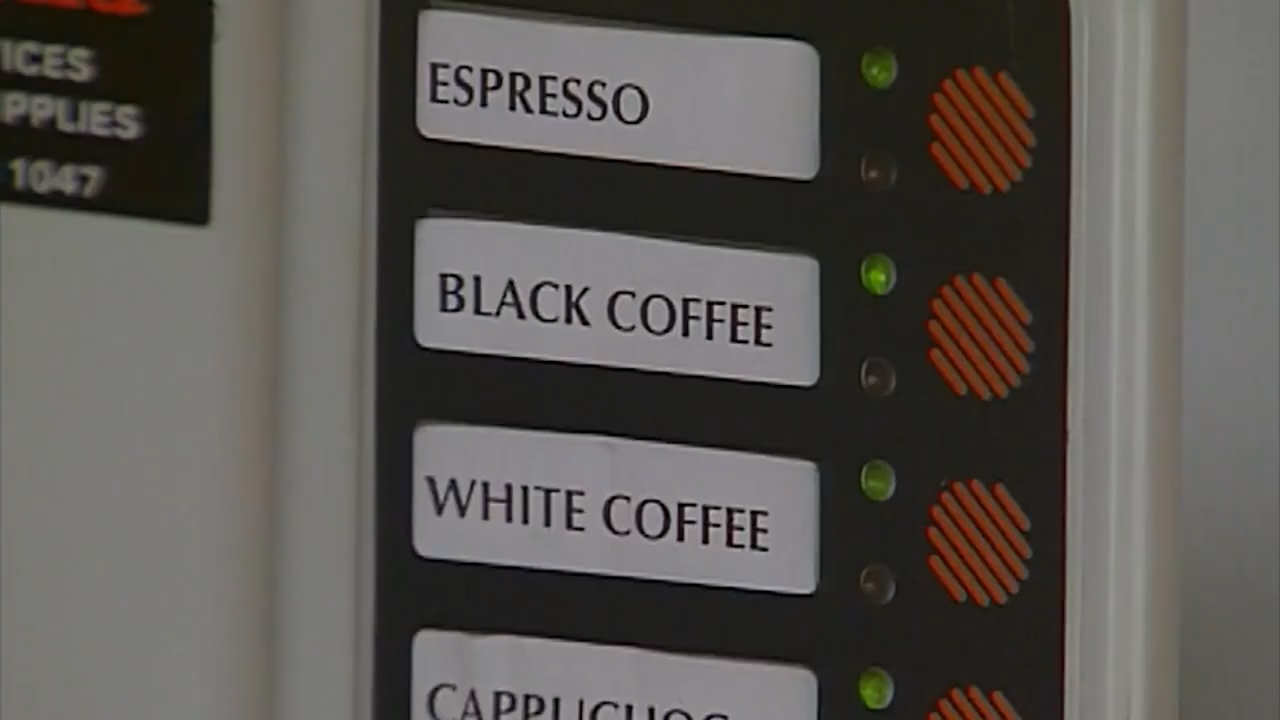 ICES
PPLIES
1047
ESPRESSO
BLACK COFFEE
WHITE COFFEE